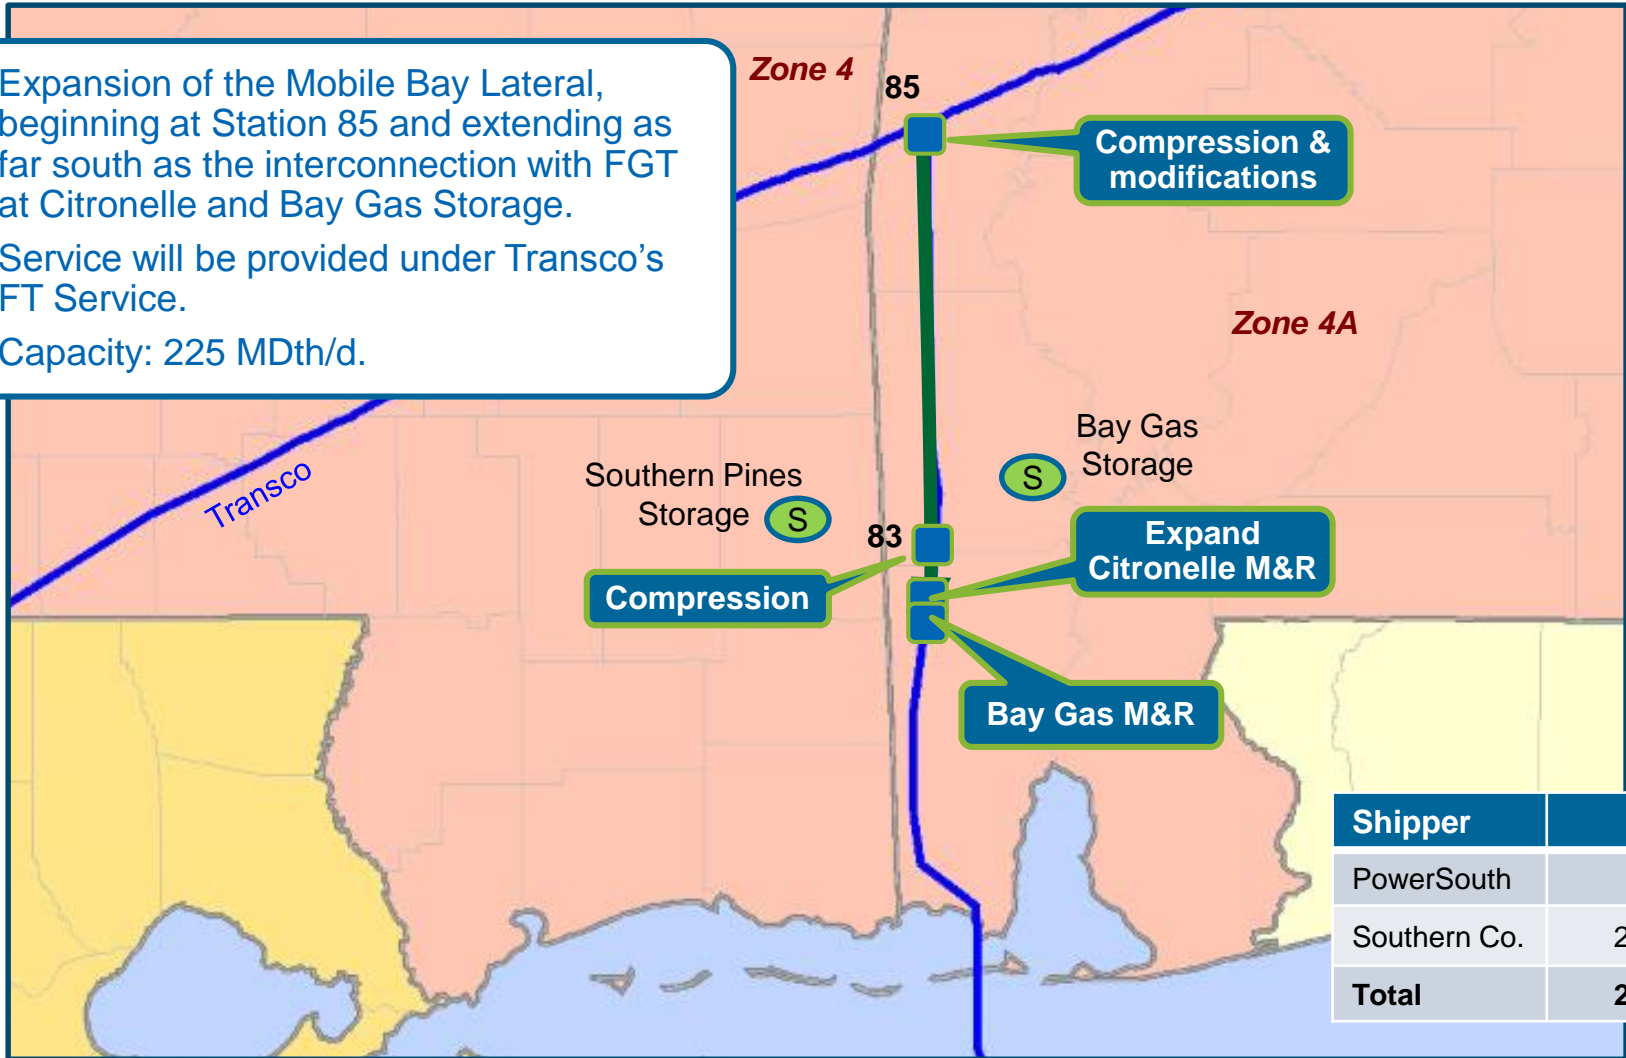 Expansion of the Mobile Bay Lateral,
beginning at Station 85 and extending as
far south as the interconnection with FGT
at Citronelle and Bay Gas Storage.
Service will be provided under Transco’s
FT Service.
Capacity: 225 MDth/d.
Zone 4
85
Compression &
modifications
Zone 4A
Transco
Southern Pines
Storage
S
Bay Gas
Storage
S
83
Compression
Expand
Citronelle M&R
Bay Gas M&R
Shipper
PowerSouth
Southern Co. 2
Total 2